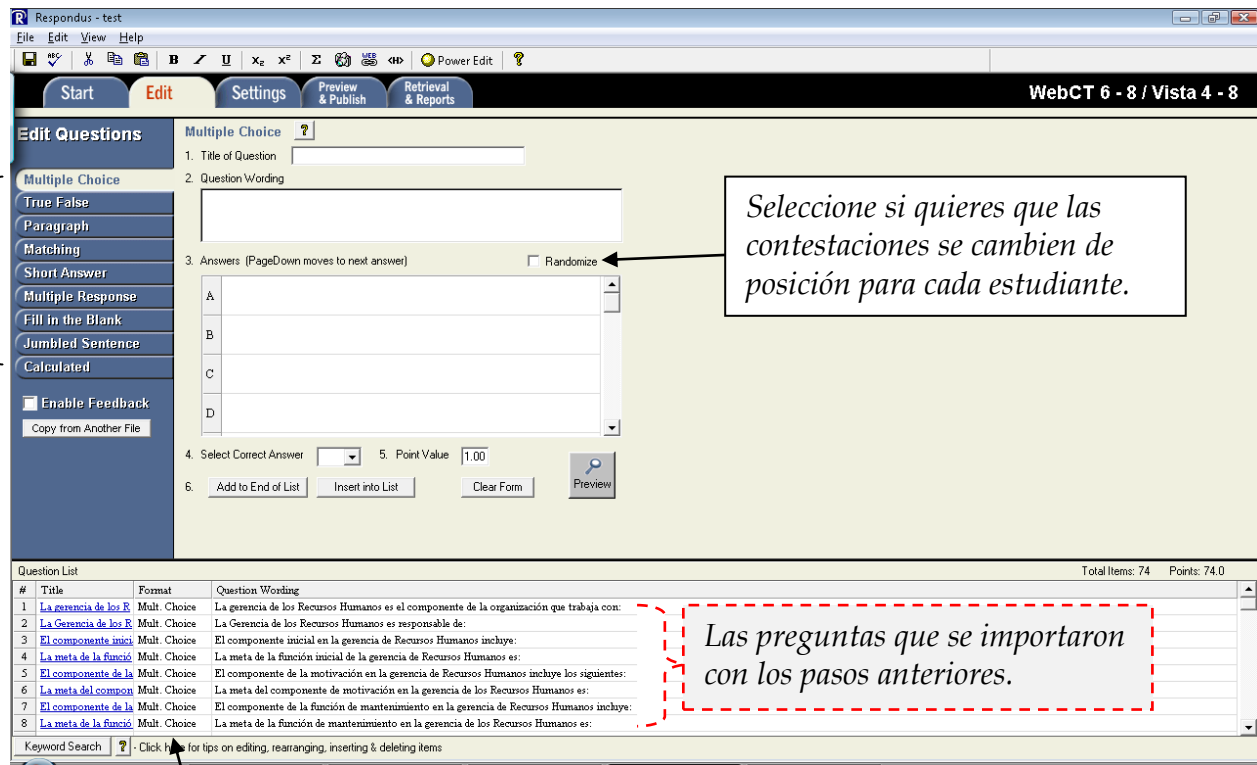 Respondus - test
File Edit View Help
ABC B I U X₂ X² Σ WEB <H> Power Edit ?
Start Edit Settings Preview & Publish Retrieval & Reports WebCT 6 - 8 / Vista 4 - 8
Edit Questions
Multiple Choice
True False
Paragraph
Matching
Short Answer
Multiple Response
Fill in the Blank
Jumbled Sentence
Calculated
Enable Feedback
Copy from Another File
Multiple Choice ?
1. Title of Question
2. Question Wording
3. Answers (PageDown moves to next answer) Randomize
A
B
C
D
4. Select Correct Answer 5. Point Value 1.00
6. Add to End of List Insert into List Clear Form Preview
Seleccione si quieres que las
contestaciones se cambien de
posición para cada estudiante.
Question List Total Items: 74 Points: 74.0
# Title Format Question Wording
1 La gerencia de los R Mult. Choice La gerencia de los Recursos Humanos es el componente de la organización que trabaja con:
2 La Gerencia de los R Mult. Choice La Gerencia de los Recursos Humanos es responsable de:
3 El componente inici Mult. Choice El componente inicial en la gerencia de Recursos Humanos incluye:
4 La meta de la funció Mult. Choice La meta de la función inicial de la gerencia de Recursos Humanos es:
5 El componente de la Mult. Choice El componente de la motivación en la gerencia de Recursos Humanos incluye los siguientes:
6 La meta del compon Mult. Choice La meta del componente de motivación en la gerencia de los Recursos Humanos es:
7 El componente de la Mult. Choice El componente de la función de mantenimiento en la gerencia de Recursos Humanos incluye:
8 La meta de la funció Mult. Choice La meta de la función de mantenimiento en la gerencia de los Recursos Humanos es:
Las preguntas que se importaron
con los pasos anteriores.
Keyword Search ? - Click here for tips on editing, rearranging, inserting & deleting items